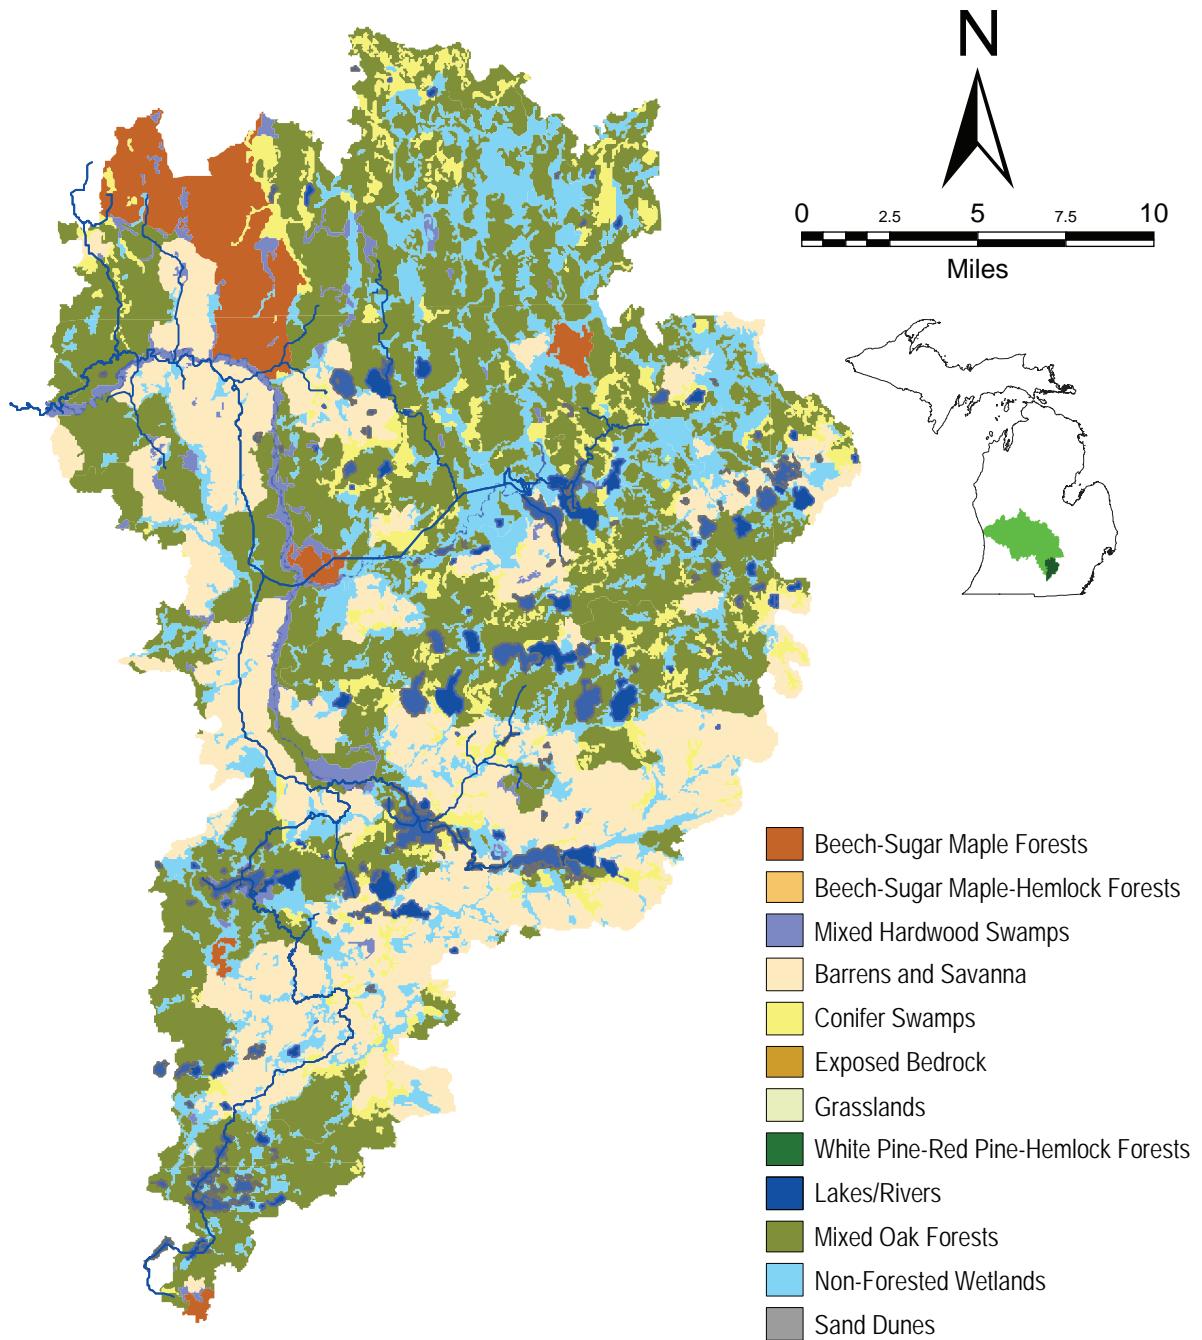 N
0 2.5 5 7.5 10
Miles
Beech-Sugar Maple Forests
Beech-Sugar Maple-Hemlock Forests
Mixed Hardwood Swamps
Barrens and Savanna
Conifer Swamps
Exposed Bedrock
Grasslands
White Pine-Red Pine-Hemlock Forests
Lakes/Rivers
Mixed Oak Forests
Non-Forested Wetlands
Sand Dunes